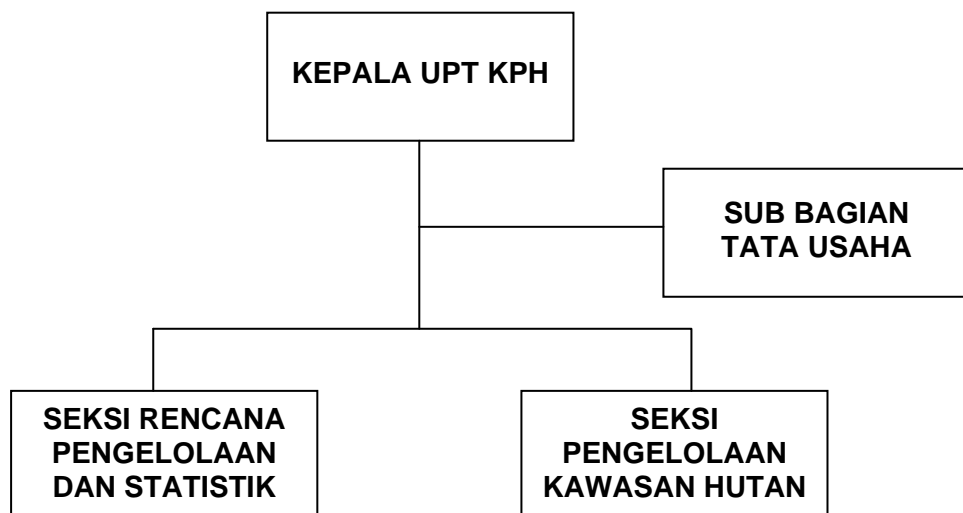 KEPALA UPT KPH
SUB BAGIAN
TATA USAHA
SEKSI RENCANA
PENGELOLAAN
DAN STATISTIK
SEKSI
PENGELOLAAN
KAWASAN HUTAN